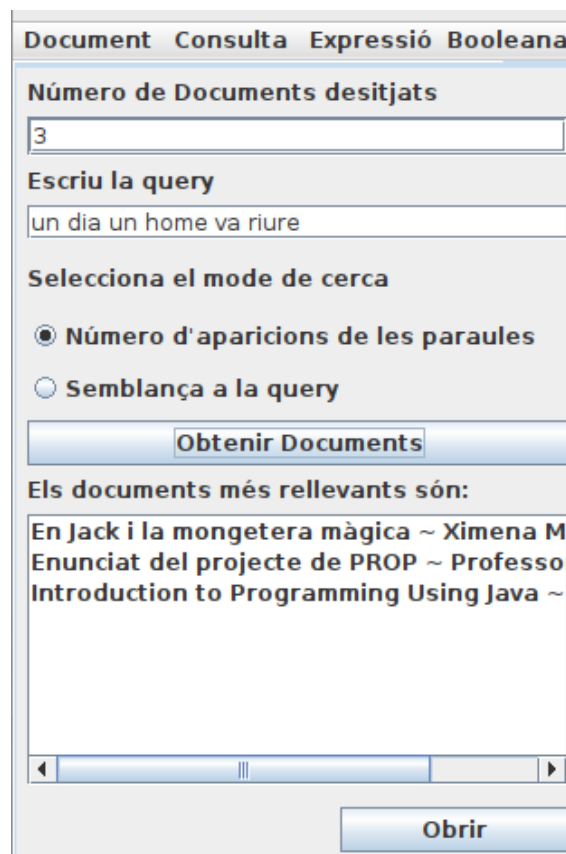 Document Consulta Expressió Booleana
Número de Documents desitjats
3
Escriu la query
un dia un home va riure
Selecciona el mode de cerca
Número d'aparicions de les paraules
Semblança a la query
Obtenir Documents
Els documents més rellevants són:
En Jack i la mongetera màgica ~ Ximena M
Enunciat del projecte de PROP ~ Professo
Introduction to Programming Using Java ~
Obrir